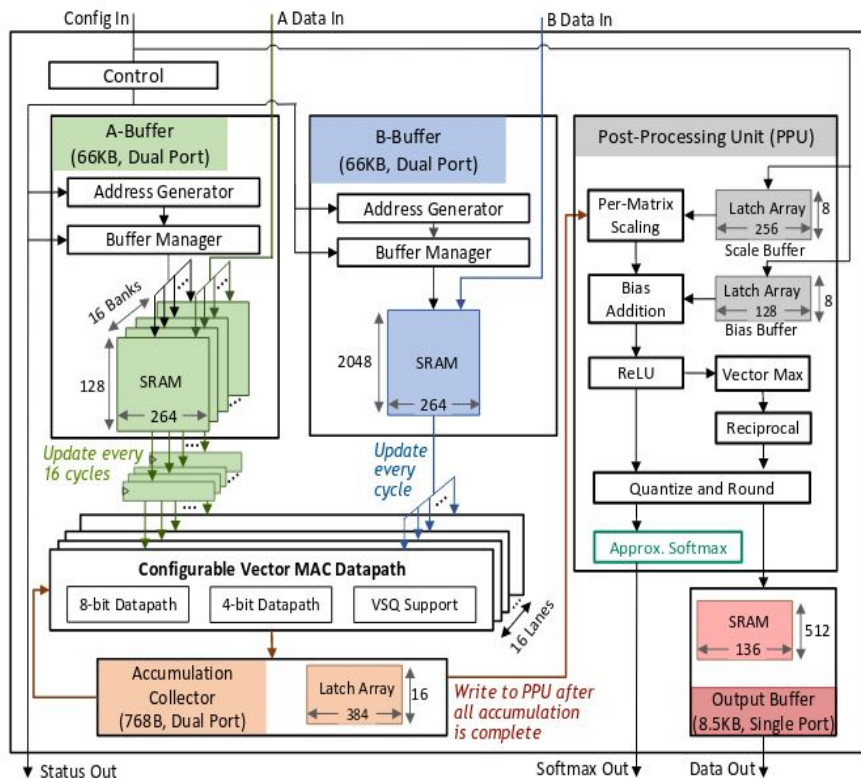 Config In
A Data In
B Data In
Control
A-Buffer
(66KB, Dual Port)
Address Generator
Buffer Manager
16 Banks
...
...
128
SRAM
264
...
Update every
16 cycles
...
B-Buffer
(66KB, Dual Port)
Address Generator
Buffer Manager
2048
SRAM
264
Update
every
cycle
...
Post-Processing Unit (PPU)
Per-Matrix
Scaling
Latch Array
256
8
Scale Buffer
Bias
Addition
Latch Array
128
8
Bias Buffer
ReLU
Vector Max
Reciprocal
Quantize and Round
Approx. Softmax
Configurable Vector MAC Datapath
8-bit Datapath
4-bit Datapath
VSQ Support
...
16 Lanes
Accumulation
Collector
(768B, Dual Port)
Latch Array
384
16
Write to PPU after
all accumulation
is complete
SRAM
136
512
Output Buffer
(8.5KB, Single Port)
Status Out
Softmax Out
Data Out